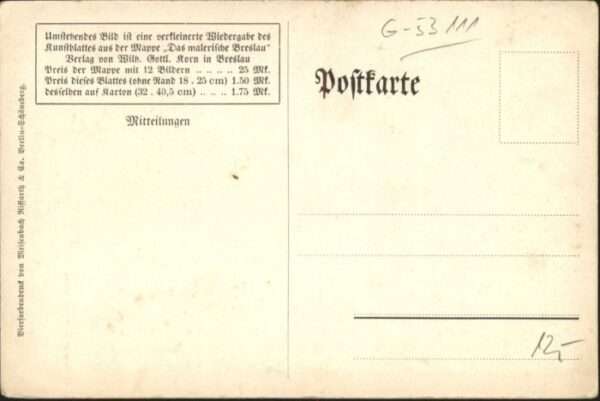 Umstehendes Bild ist eine verkleinerte Wiedergabe des
Kunstblattes aus der Mappe „Das malerische Breslau“
Verlag von Wilh. Gottl. Korn in Breslau
Preis der Mappe mit 12 Bildern . . . . . 25 Mk.
Preis dieses Blattes (ohne Rand 18 . 25 cm) 1.50 Mk.
desselben auf Karton (32 . 40,5 cm) . . . . 1.75 Mk.
Mitteilungen
Vierfarbendruck von Meisenbach Riffarth & Co. Berlin-Schöneberg.
G-53 111
Postkarte
12,-